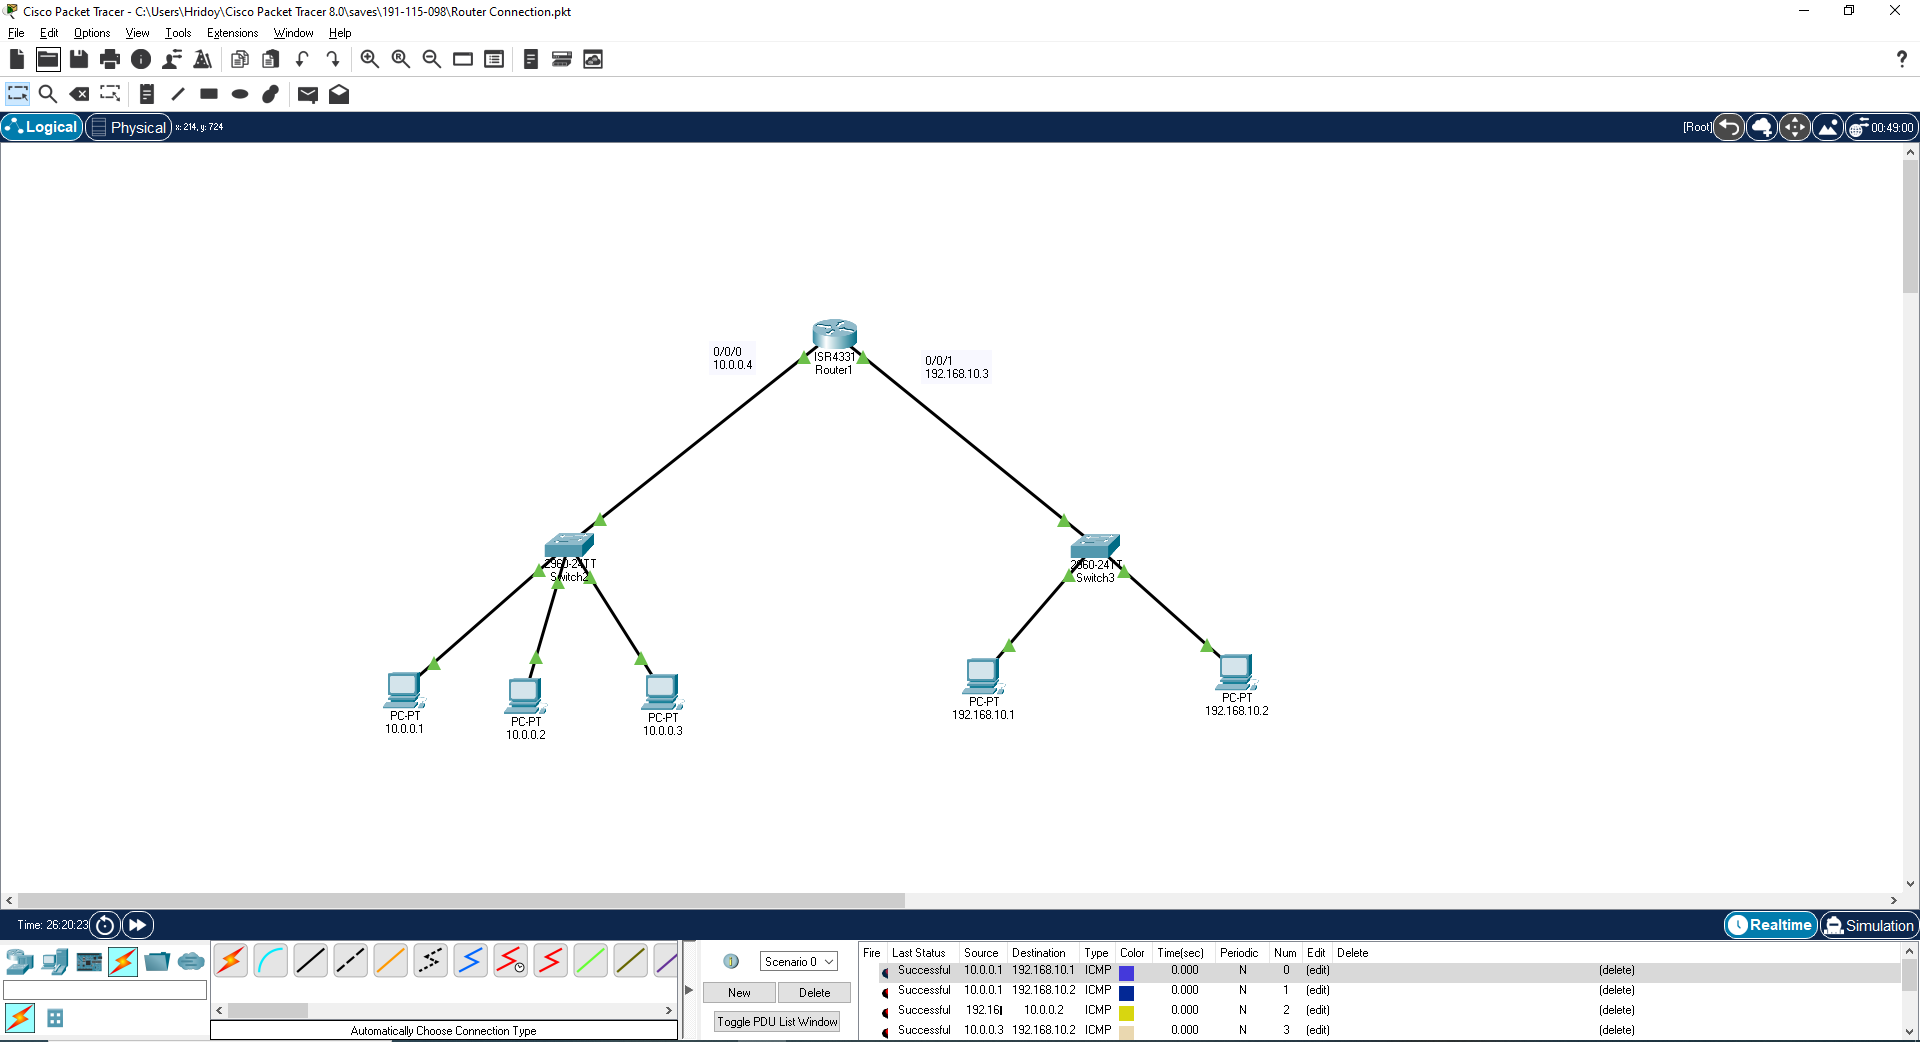 Cisco Packet Tracer - C:\Users\Hridoy\Cisco Packet Tracer 8.0\saves\191-115-098\Router Connection.pkt
File Edit Options View Tools Extensions Window Help
?
Logical Physical x: 214, y: 724 [Root] 00:49:00
0/0/0
10.0.0.4
ISR4331
Router1
0/0/1
192.168.10.3
2960-24TT
Switch2
2960-24TT
Switch3
PC-PT
10.0.0.1
PC-PT
10.0.0.2
PC-PT
10.0.0.3
PC-PT
192.168.10.1
PC-PT
192.168.10.2
Time: 26:20:23 Realtime Simulation
Scenario 0
New Delete
Toggle PDU List Window
Automatically Choose Connection Type
Fire Last Status Source Destination Type Color Time(sec) Periodic Num Edit Delete
Successful 10.0.0.1 192.168.10.1 ICMP 0.000 N 0 (edit) (delete)
Successful 10.0.0.1 192.168.10.2 ICMP 0.000 N 1 (edit) (delete)
Successful 192.16 10.0.0.2 ICMP 0.000 N 2 (edit) (delete)
Successful 10.0.0.3 192.168.10.2 ICMP 0.000 N 3 (edit) (delete)